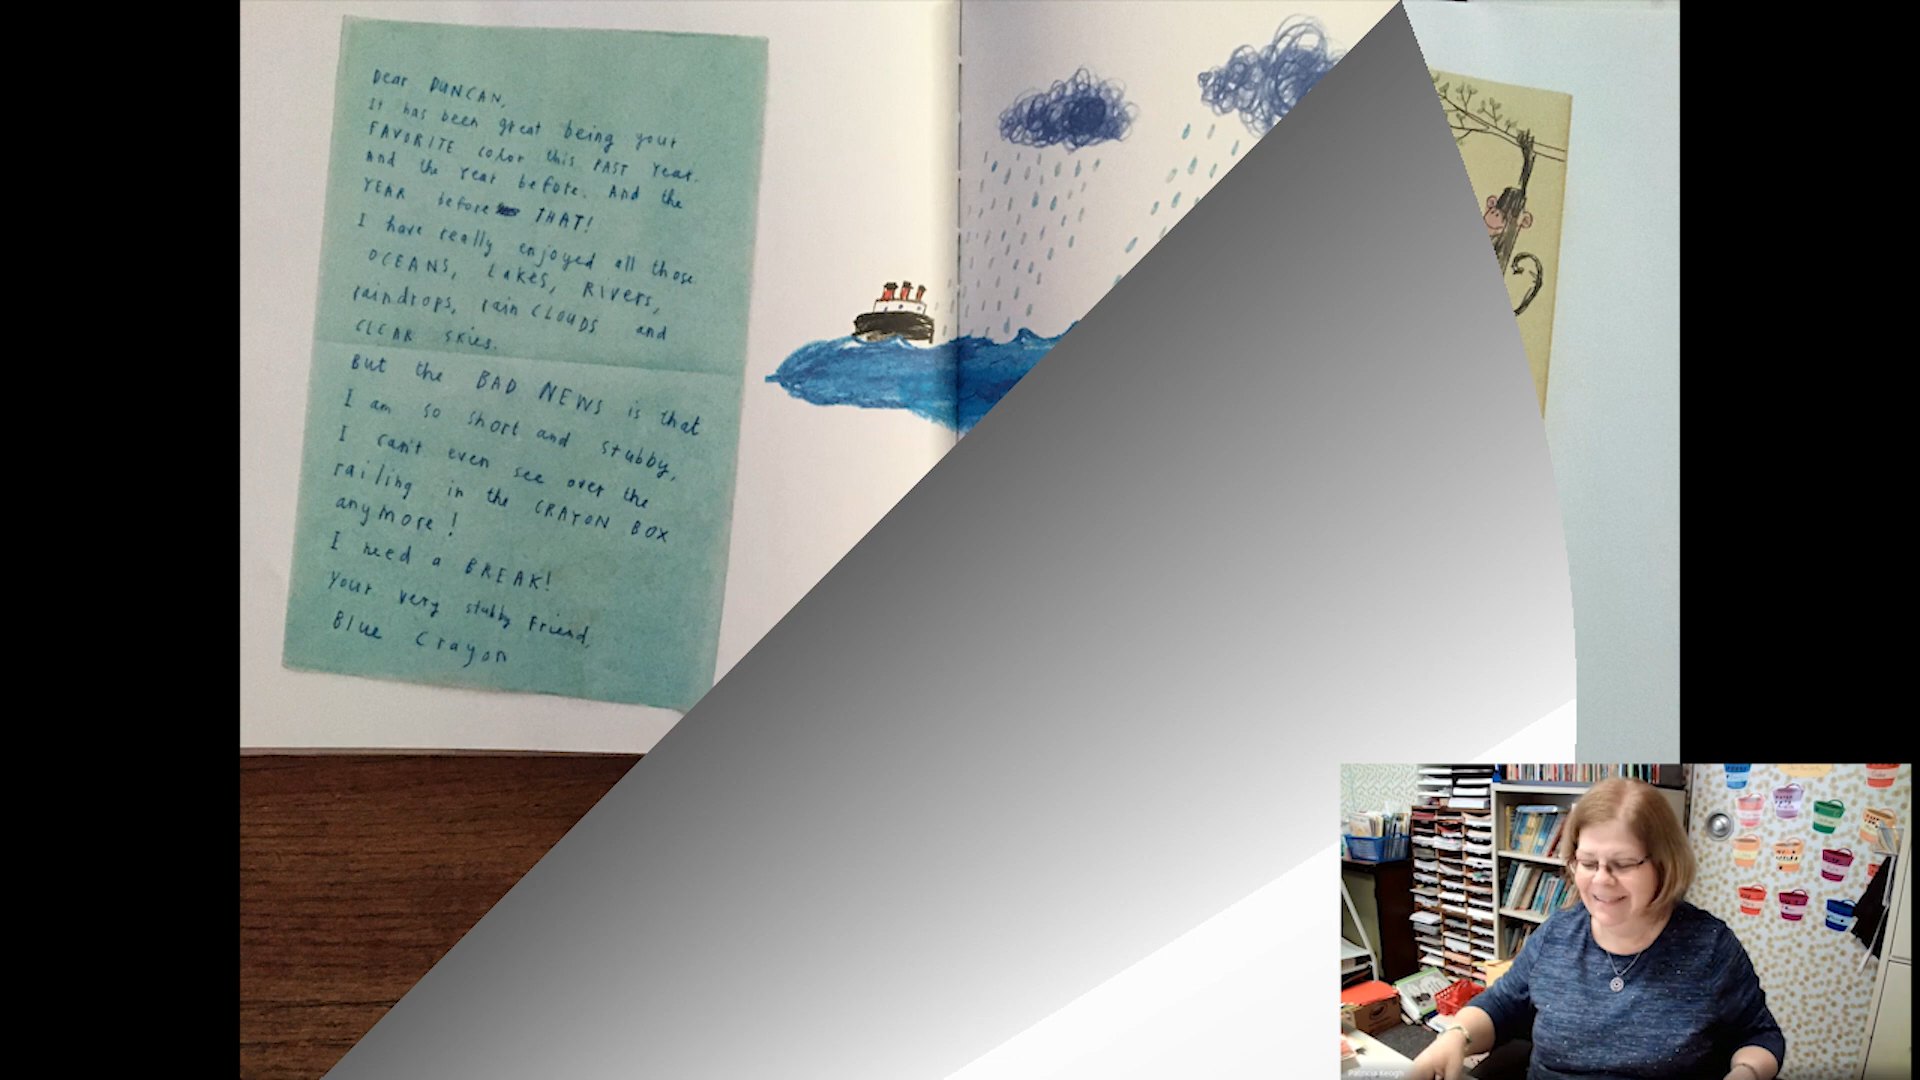 Dear DUNCAN,
It has been great being your
FAVORITE color this PAST year.
And the year before. And the
YEAR before THAT!
I have really enjoyed all those
OCEANS, Lakes, RIVERS,
raindrops, rain CLOUDS and
CLEAR skies.
But the BAD NEWS is that
I am so short and stubby,
I can't even see over the
railing in the CRAYON BOX
anymore!
I need a BREAK!
Your very stubby friend,
Blue Crayon
Patricia Keogh